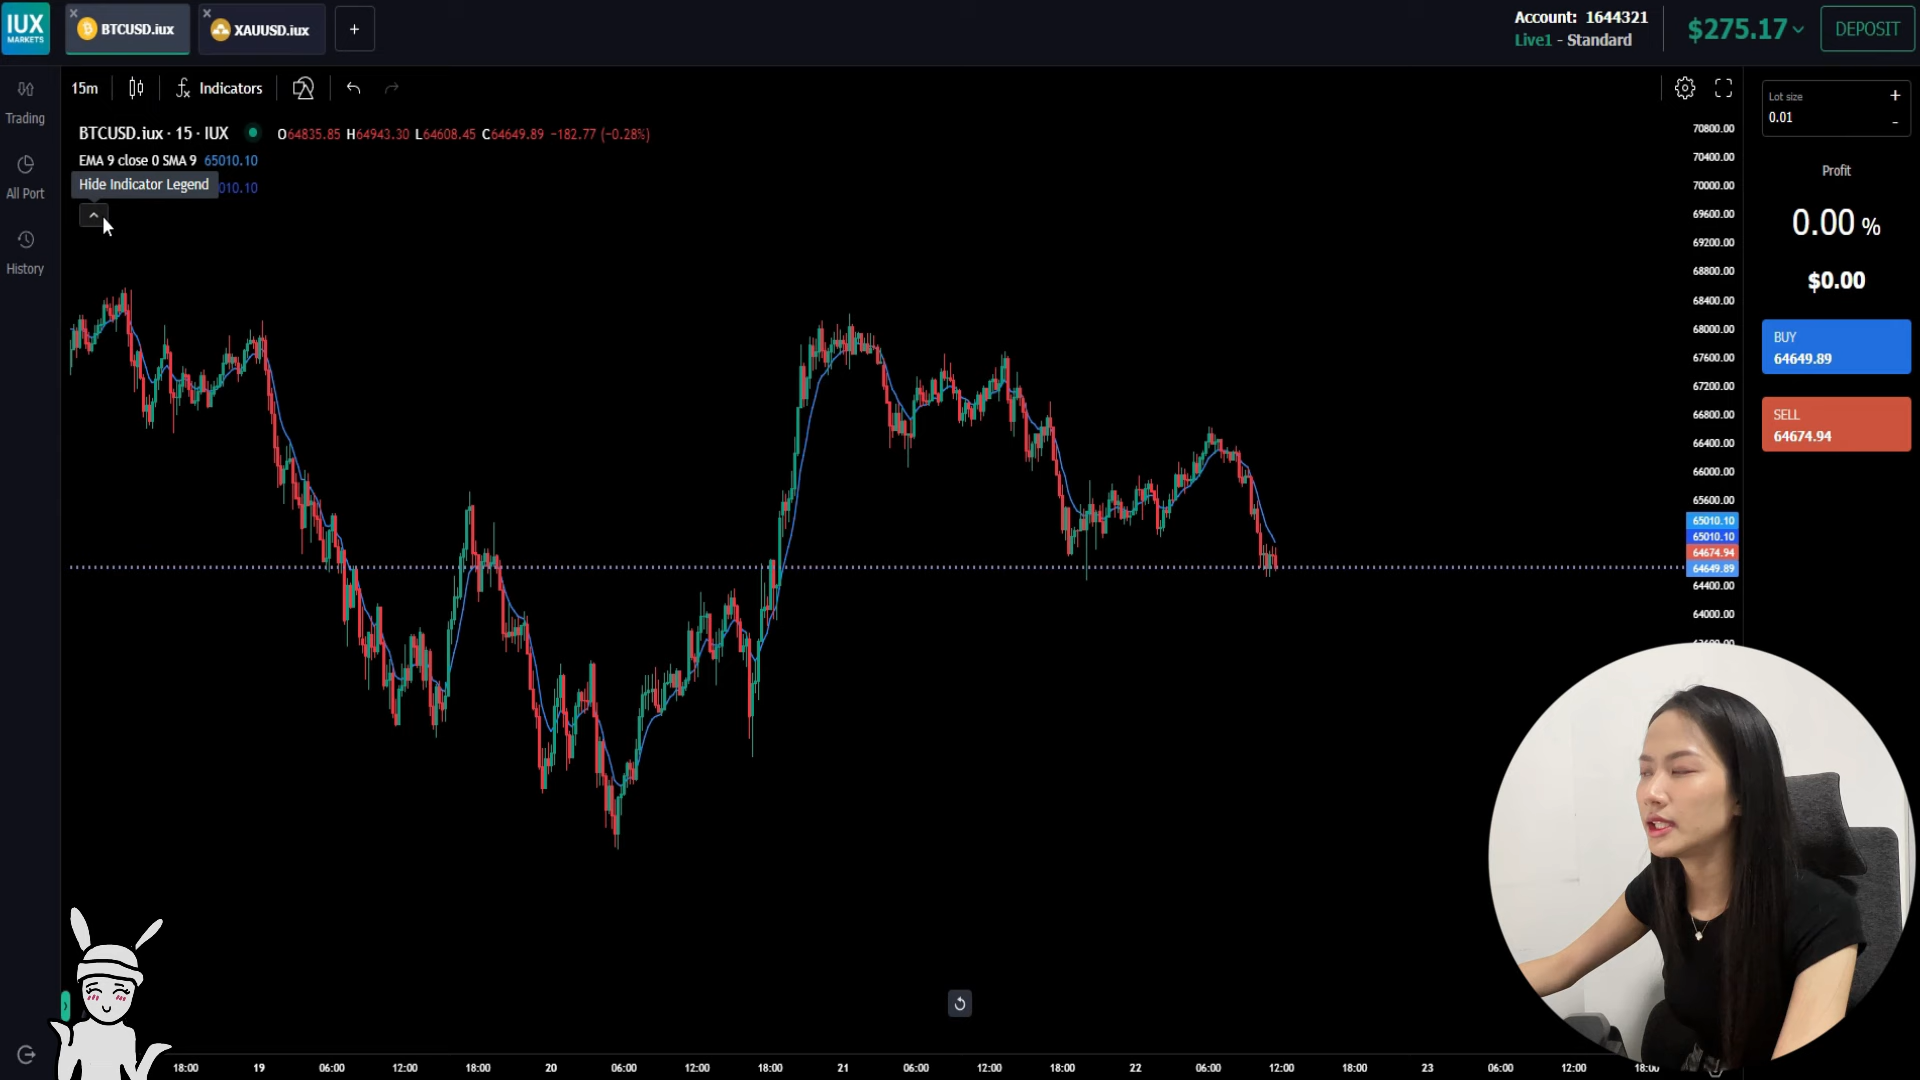 IUX
MARKETS
BTCUSD.iux
XAUUSD.iux
+
Account: 1644321
Live1 - Standard
$275.17
DEPOSIT
Trading
All Port
History
15m
Indicators
BTCUSD.iux · 15 · IUX
O64835.85 H64943.30 L64608.45 C64649.89 −182.77 (−0.28%)
EMA 9 close 0 SMA 9 65010.10
Hide Indicator Legend
010.10
70800.00
70400.00
70000.00
69600.00
69200.00
68800.00
68400.00
68000.00
67600.00
67200.00
66800.00
66400.00
66000.00
65600.00
65010.10
65010.10
64674.94
64649.89
64400.00
64000.00
Lot size
0.01
+
-
Profit
0.00 %
$0.00
BUY
64649.89
SELL
64674.94
18:00 19 06:00 12:00 18:00 20 06:00 12:00 18:00 21 06:00 12:00 18:00 22 06:00 12:00 18:00 23 06:00 12:00 18:00